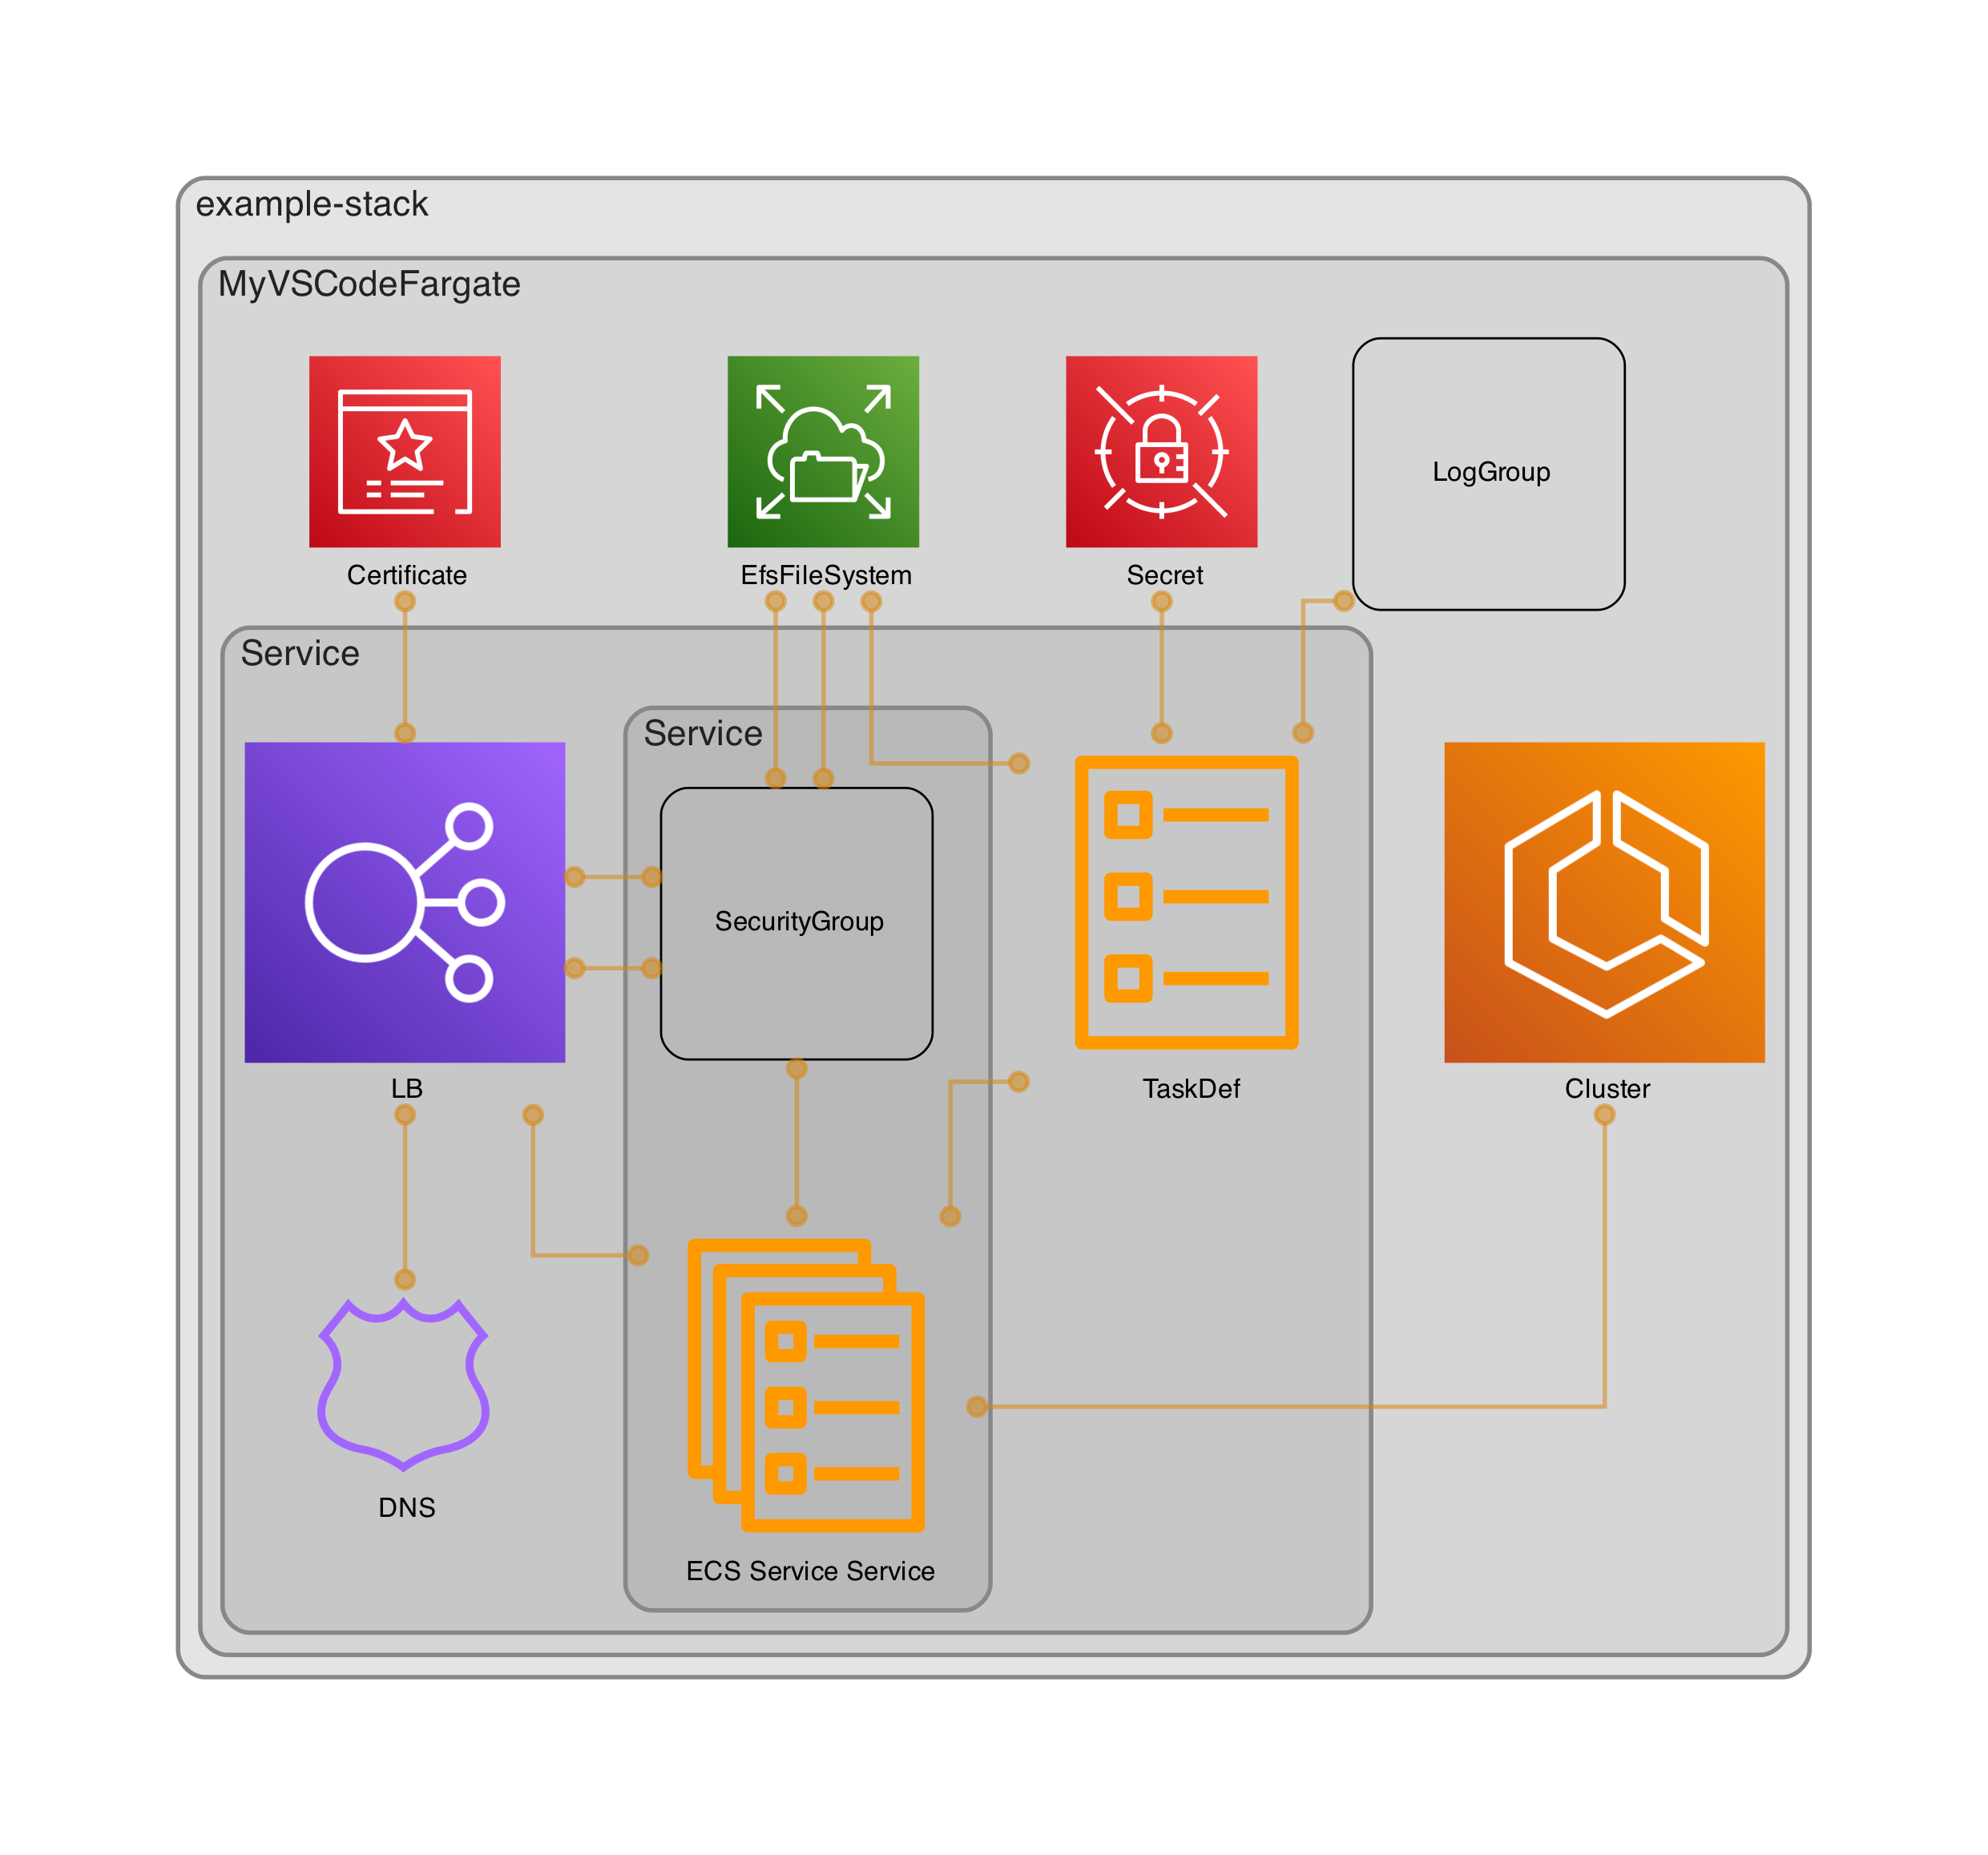 example-stack
MyVSCodeFargate
Certificate
EfsFileSystem
Secret
LogGroup
Service
Service
SecurityGroup
LB
TaskDef
Cluster
DNS
ECS Service Service